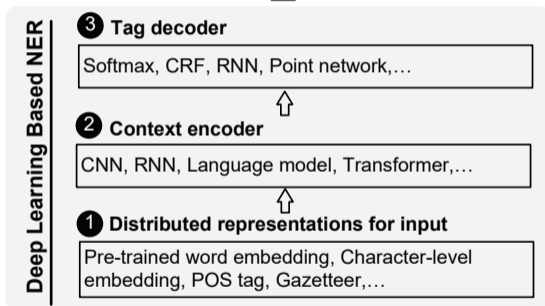 Deep Learning Based NER
3 Tag decoder
Softmax, CRF, RNN, Point network,…
2 Context encoder
CNN, RNN, Language model, Transformer,…
1 Distributed representations for input
Pre-trained word embedding, Character-level
embedding, POS tag, Gazetteer,…